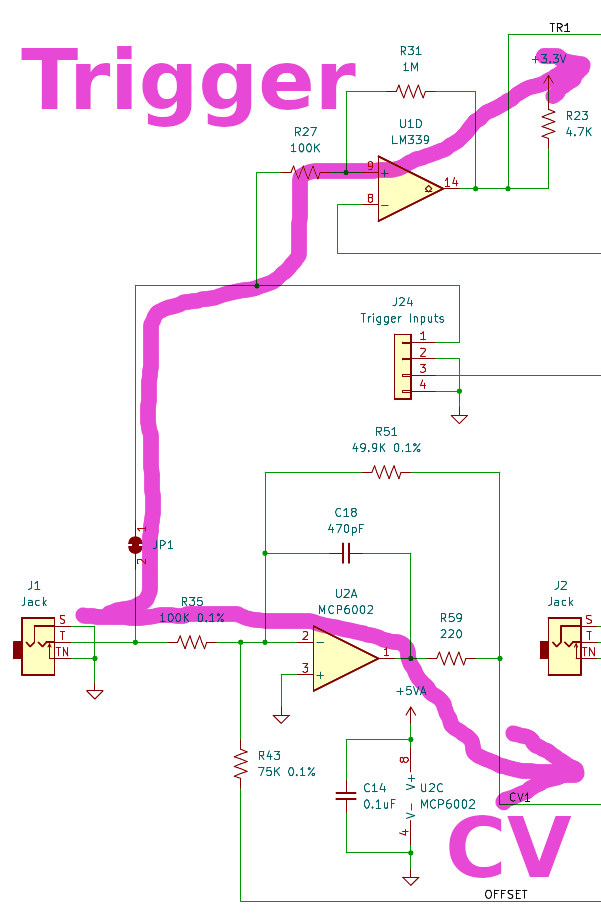 TR1
Trigger
R31
1M
+3.3V
U1D
LM339
R23
4.7K
R27
100K
9
+
14
8
-
J24
Trigger Inputs
1
2
3
4
R51
49.9K 0.1%
C18
470pF
1
JP1
2
J1
Jack
S
T
TN
R35
100K 0.1%
U2A
MCP6002
2
-
1
3
+
R59
220
J2
Jack
S
T
TN
+5VA
R43
75K 0.1%
C14
0.1uF
8
V+
U2C
MCP6002
V-
4
CV1
CV
OFFSET